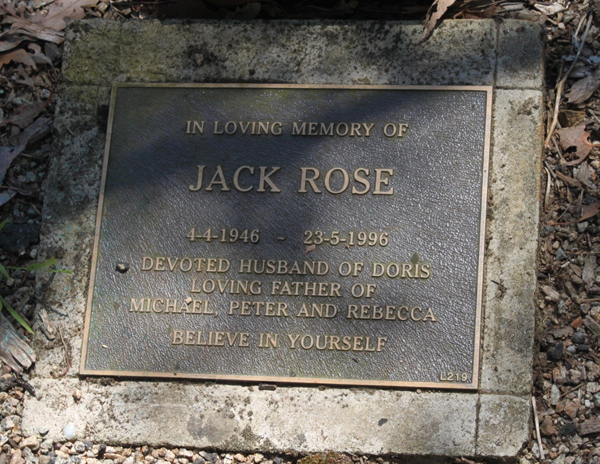 IN LOVING MEMORY OF
JACK ROSE
4-4-1946 - 23-5-1996
DEVOTED HUSBAND OF DORIS
LOVING FATHER OF
MICHAEL, PETER AND REBECCA
BELIEVE IN YOURSELF
L219